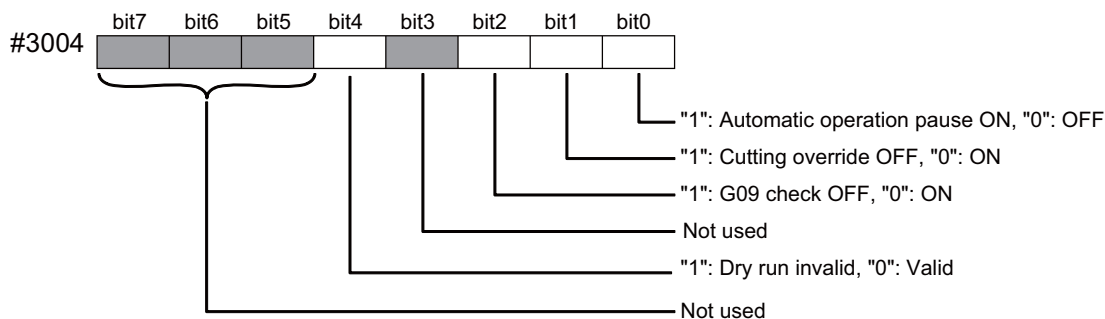 bit7 bit6 bit5 bit4 bit3 bit2 bit1 bit0
#3004
"1": Automatic operation pause ON, "0": OFF
"1": Cutting override OFF, "0": ON
"1": G09 check OFF, "0": ON
Not used
"1": Dry run invalid, "0": Valid
Not used